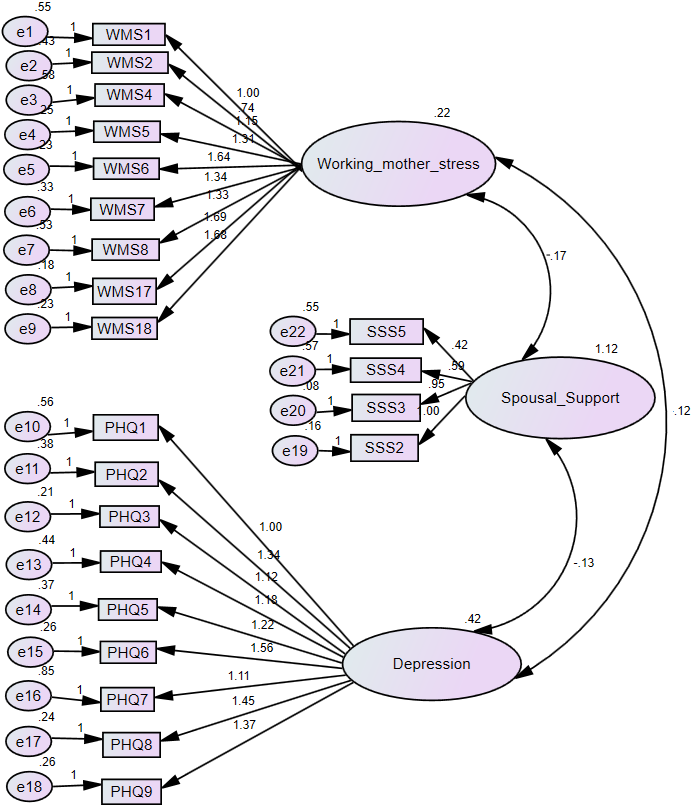 .55
e1 1 WMS1
.43
e2 1 WMS2
.58
e3 1 WMS4
.25
e4 1 WMS5
.23
e5 1 WMS6
.33
e6 1 WMS7
.53
e7 1 WMS8
.18
e8 1 WMS17
.23
e9 1 WMS18
1.00
.74
1.15
1.31
1.64
1.34
1.33
1.69
1.68
.22
Working_mother_stress
-.17
.12
.55
e22 1 SSS5
.57
e21 1 SSS4
.08
e20 1 SSS3
.16
e19 1 SSS2
.42
.59
.95
1.00
1.12
Spousal_Support
-.13
.56
e10 1 PHQ1
.38
e11 1 PHQ2
.21
e12 1 PHQ3
.44
e13 1 PHQ4
.37
e14 1 PHQ5
.26
e15 1 PHQ6
.85
e16 1 PHQ7
.24
e17 1 PHQ8
.26
e18 1 PHQ9
1.00
1.34
1.12
1.18
1.22
1.56
1.11
1.45
1.37
.42
Depression